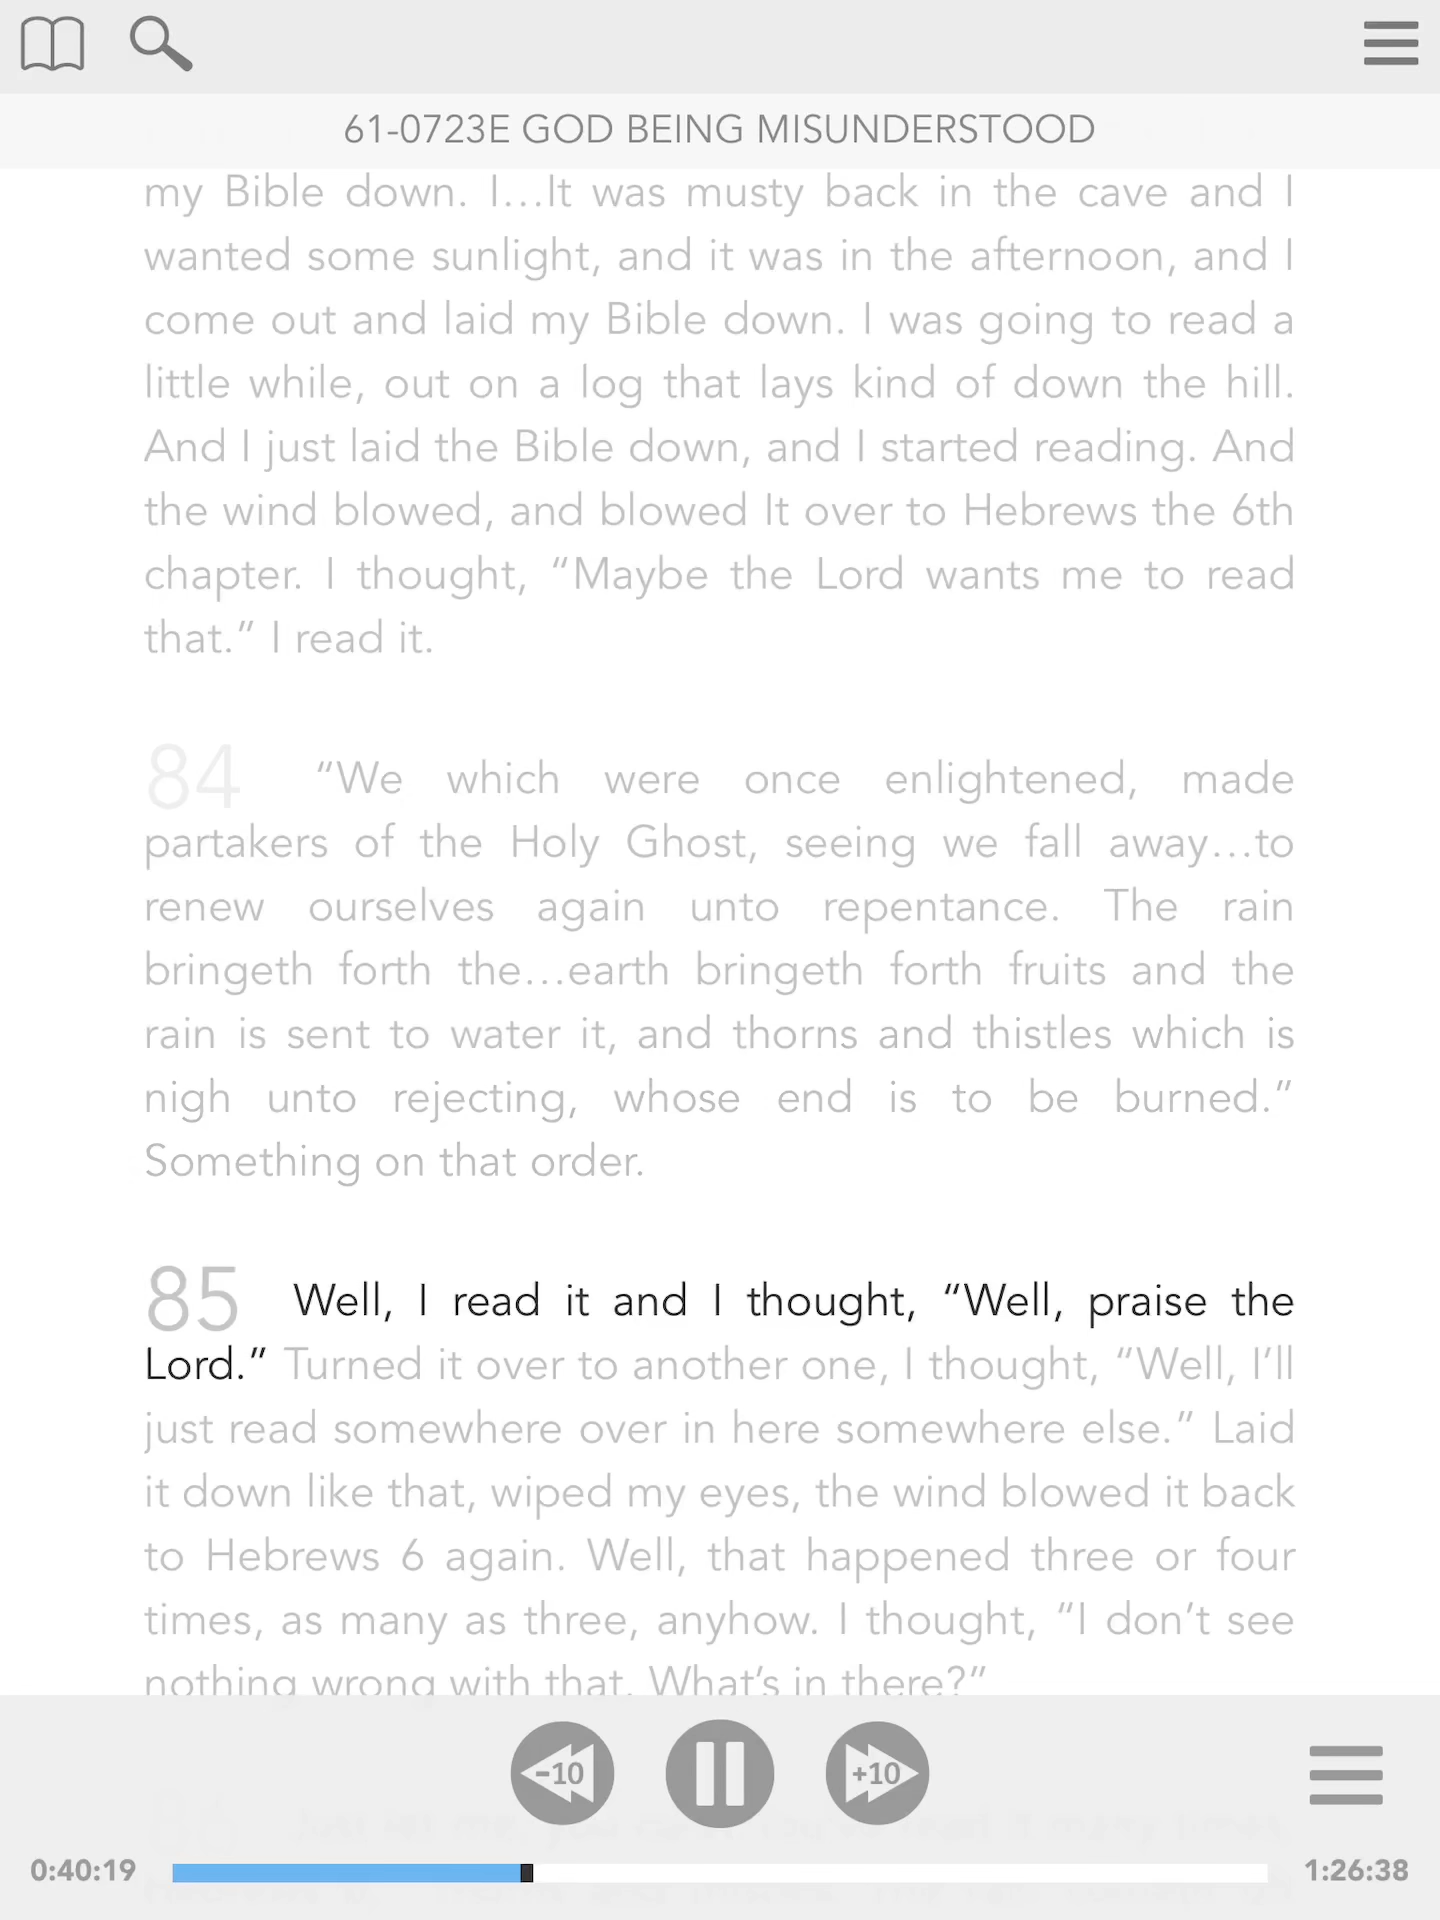 61-0723E GOD BEING MISUNDERSTOOD
my Bible down. I…It was musty back in the cave and I
wanted some sunlight, and it was in the afternoon, and I
come out and laid my Bible down. I was going to read a
little while, out on a log that lays kind of down the hill.
And I just laid the Bible down, and I started reading. And
the wind blowed, and blowed It over to Hebrews the 6th
chapter. I thought, “Maybe the Lord wants me to read
that.” I read it.
84 “We which were once enlightened, made
partakers of the Holy Ghost, seeing we fall away…to
renew ourselves again unto repentance. The rain
bringeth forth the…earth bringeth forth fruits and the
rain is sent to water it, and thorns and thistles which is
nigh unto rejecting, whose end is to be burned.”
Something on that order.
85 Well, I read it and I thought, “Well, praise the
Lord.” Turned it over to another one, I thought, “Well, I’ll
just read somewhere over in here somewhere else.” Laid
it down like that, wiped my eyes, the wind blowed it back
to Hebrews 6 again. Well, that happened three or four
times, as many as three, anyhow. I thought, “I don’t see
nothing wrong with that. What’s in there?”
-10 +10
0:40:19 1:26:38